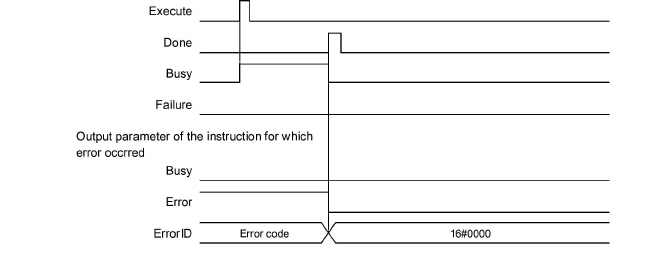 Execute
Done
Busy
Failure
Output parameter of the instruction for which
error occrred
Busy
Error
ErrorID Error code 16#0000